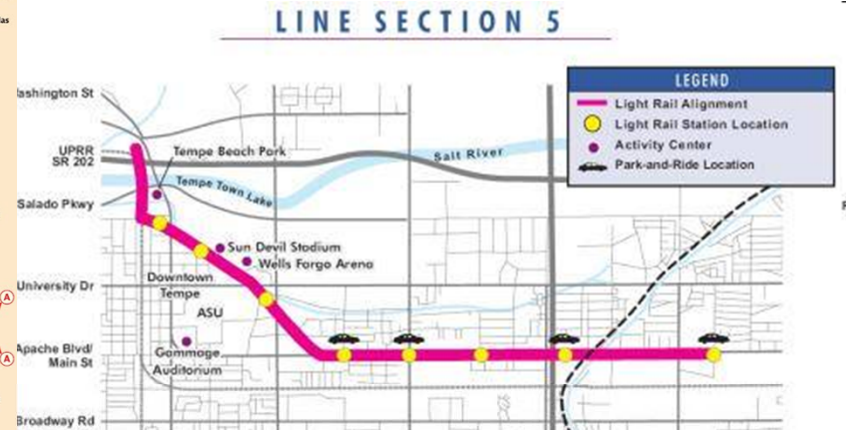 LINE SECTION 5
LEGEND
Light Rail Alignment
Light Rail Station Location
Activity Center
Park-and-Ride Location
ashington St
UPRR
SR 202
Salado Pkwy
University Dr
Apache Blvd/
Main St
Broadway Rd
Tempe Beach Park
Salt River
Tempe Town Lake
Sun Devil Stadium
Wells Fargo Arena
Downtown
Tempe
ASU
Gammage
Auditorium
A
A